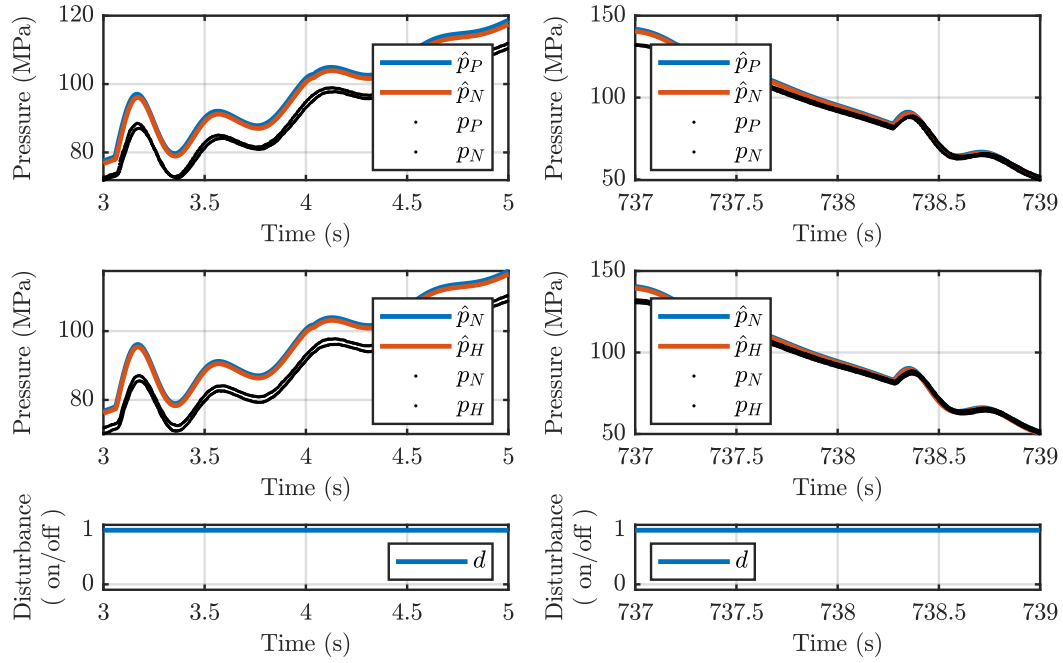 Pressure (MPa)
120
100
80
p̂_P
p̂_N
p_P
p_N
3 3.5 4 4.5 5
Time (s)
Pressure (MPa)
150
100
50
p̂_P
p̂_N
p_P
p_N
737 737.5 738 738.5 739
Time (s)
Pressure (MPa)
100
80
p̂_N
p̂_H
p_N
p_H
3 3.5 4 4.5 5
Time (s)
Pressure (MPa)
150
100
50
p̂_N
p̂_H
p_N
p_H
737 737.5 738 738.5 739
Time (s)
Disturbance
( on/off )
1
0
d
3 3.5 4 4.5 5
Time (s)
Disturbance
( on/off )
1
0
d
737 737.5 738 738.5 739
Time (s)